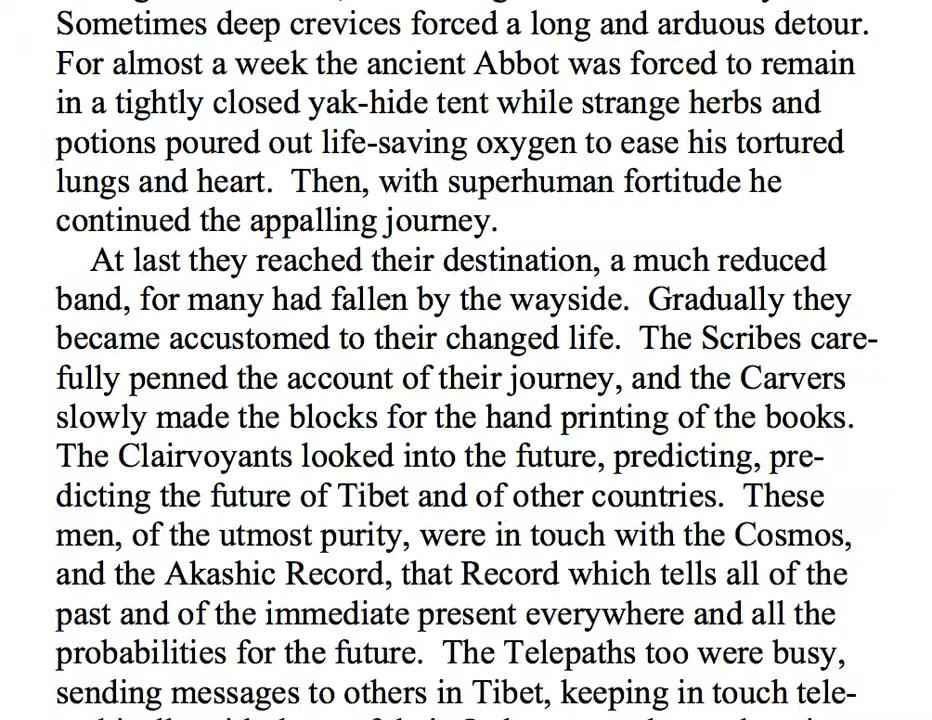 Sometimes deep crevices forced a long and arduous detour.
For almost a week the ancient Abbot was forced to remain
in a tightly closed yak-hide tent while strange herbs and
potions poured out life-saving oxygen to ease his tortured
lungs and heart.  Then, with superhuman fortitude he
continued the appalling journey.
At last they reached their destination, a much reduced
band, for many had fallen by the wayside.  Gradually they
became accustomed to their changed life.  The Scribes care-
fully penned the account of their journey, and the Carvers
slowly made the blocks for the hand printing of the books.
The Clairvoyants looked into the future, predicting, pre-
dicting the future of Tibet and of other countries.  These
men, of the utmost purity, were in touch with the Cosmos,
and the Akashic Record, that Record which tells all of the
past and of the immediate present everywhere and all the
probabilities for the future.  The Telepaths too were busy,
sending messages to others in Tibet, keeping in touch tele-